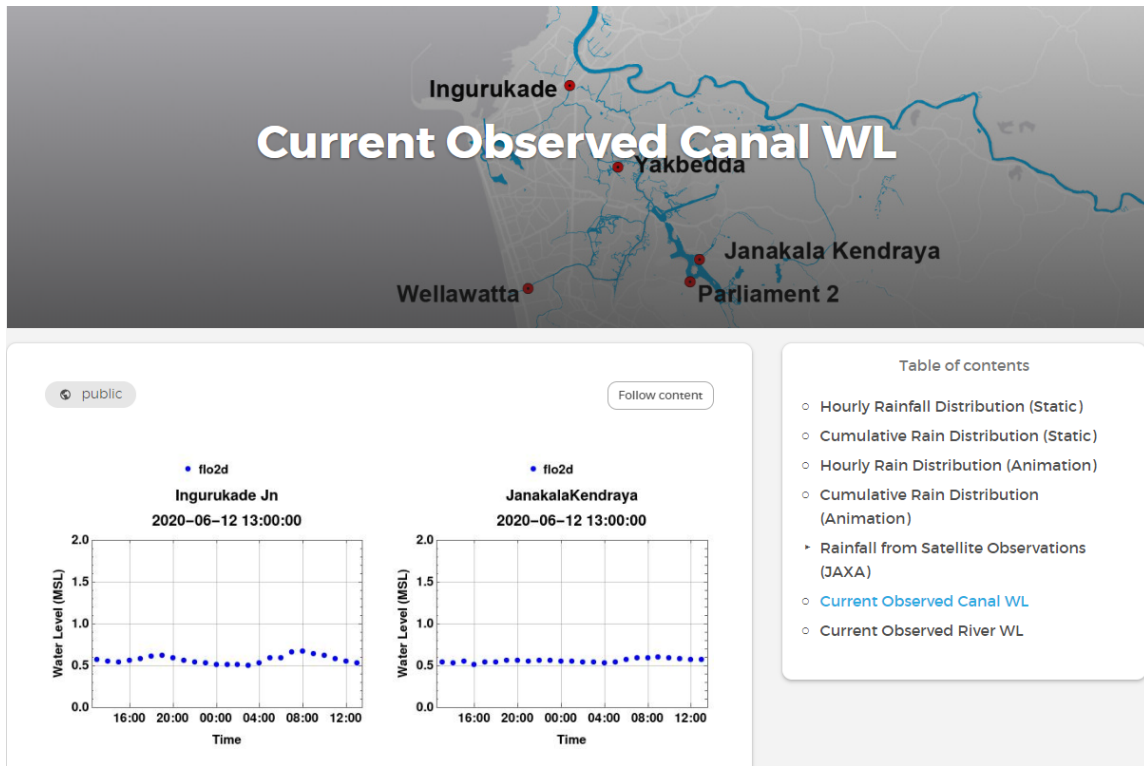 Ingurukade
Current Observed Canal WL
Yakbedda
Janakala Kendraya
Wellawatta
Parliament 2
public
Follow content
flo2d
Ingurukade Jn
2020-06-12 13:00:00
2.0
1.5
1.0
0.5
0.0
Water Level (MSL)
16:00 20:00 00:00 04:00 08:00 12:00
Time
flo2d
JanakalaKendraya
2020-06-12 13:00:00
2.0
1.5
1.0
0.5
0.0
Water Level (MSL)
16:00 20:00 00:00 04:00 08:00 12:00
Time
Table of contents
Hourly Rainfall Distribution (Static)
Cumulative Rain Distribution (Static)
Hourly Rain Distribution (Animation)
Cumulative Rain Distribution
(Animation)
Rainfall from Satellite Observations
(JAXA)
Current Observed Canal WL
Current Observed River WL